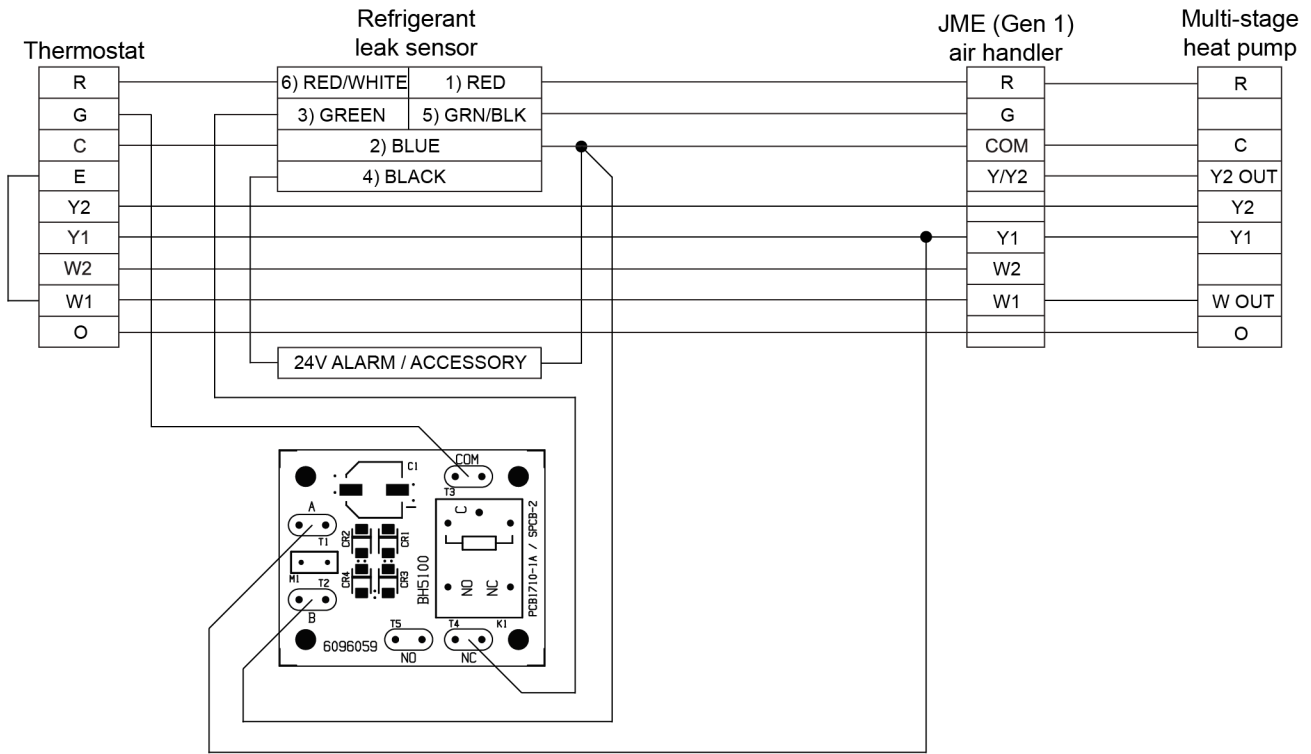 Refrigerant
leak sensor
JME (Gen 1)
air handler
Multi-stage
heat pump
Thermostat
R
6) RED/WHITE
1) RED
R
R
G
3) GREEN
5) GRN/BLK
G
C
2) BLUE
COM
C
E
4) BLACK
Y/Y2
Y2 OUT
Y2
Y2
Y1
Y1
Y1
W2
W2
W1
W1
W OUT
O
O
24V ALARM / ACCESSORY
COM
C1
T3
A
T1
CR2
CR1
C
M1
T2
CR4
CR3
BH5100
NO
NC
PCB1710-1A / SPCB-2
B
T5
T4
K1
6096059
NO
NC